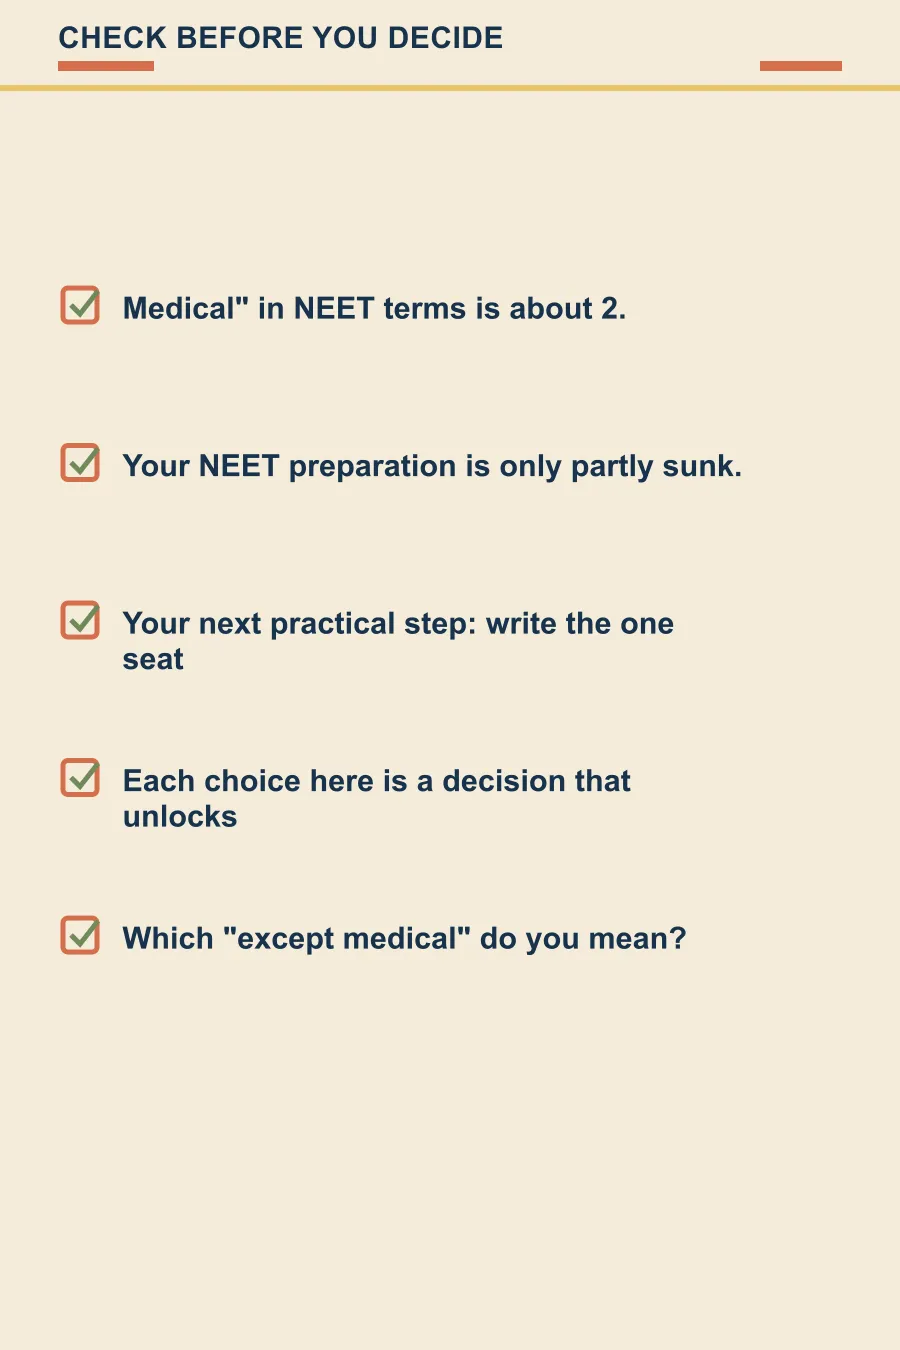 CHECK BEFORE YOU DECIDE
Medical" in NEET terms is about 2.
Your NEET preparation is only partly sunk.
Your next practical step: write the one
seat
Each choice here is a decision that
unlocks
Which "except medical" do you mean?